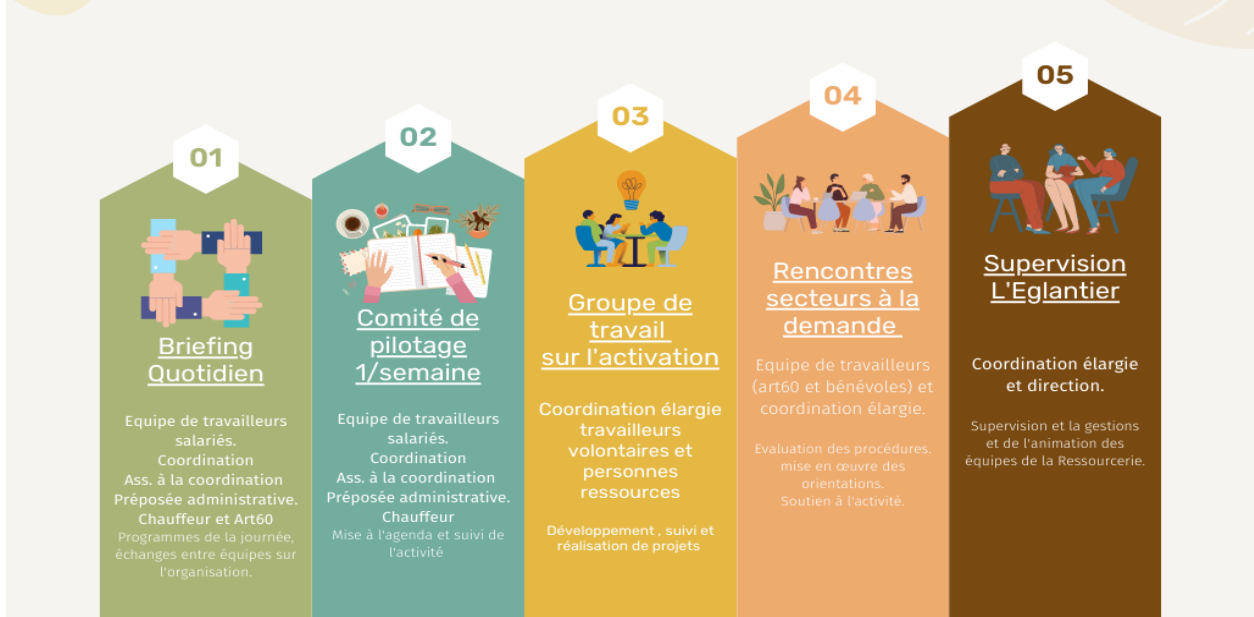 01
Briefing
Quotidien
Equipe de travailleurs
salariés.
Coordination
Ass. à la coordination
Préposée administrative.
Chauffeur et Art60
Programmes de la journée,
échanges entre équipes sur
l'organisation.
02
Comité de
pilotage
1/semaine
Equipe de travailleurs
salariés.
Coordination
Ass. à la coordination
Préposée administrative.
Chauffeur
Mise à l'agenda et suivi de
l'activité
03
Groupe de
travail
sur l'activation
Coordination élargie
travailleurs
volontaires et
personnes
ressources
Développement , suivi et
réalisation de projets
04
Rencontres
secteurs à la
demande
Equipe de travailleurs
(art60 et bénévoles) et
coordination élargie.
Evaluation des procédures.
mise en œuvre des
orientations.
Soutien à l'activité.
05
Supervision
L'Eglantier
Coordination élargie
et direction.
Supervision et la gestions
et de l'animation des
équipes de la Ressourcerie.